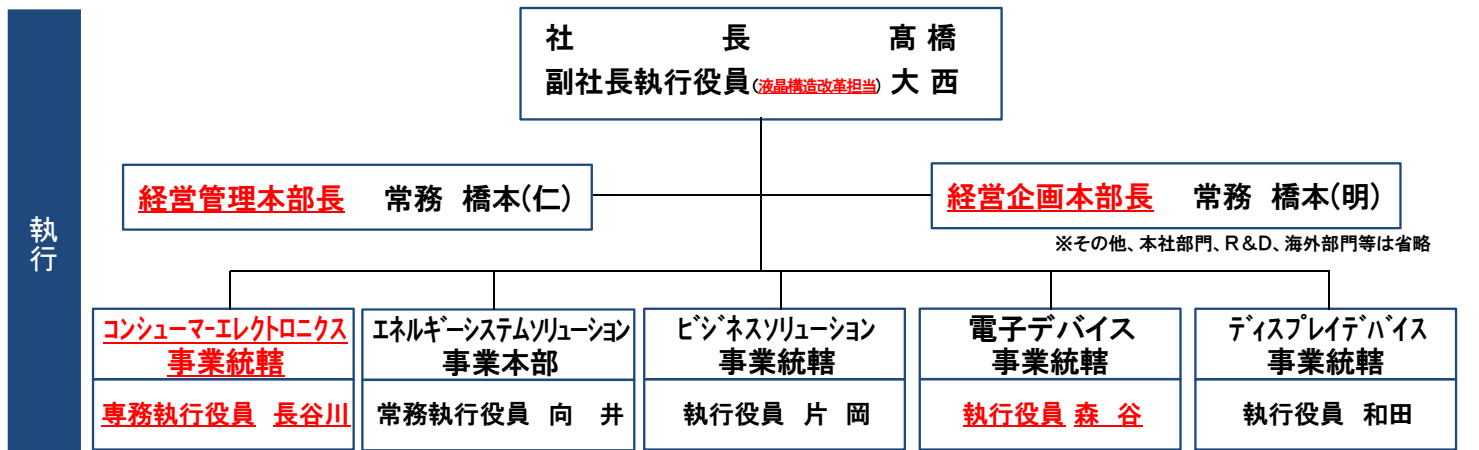 執行
社長 髙橋
副社長執行役員(液晶構造改革担当) 大西
経営管理本部長 常務 橋本(仁)
経営企画本部長 常務 橋本(明)
※その他、本社部門、R&D、海外部門等は省略
コンシューマーエレクトロニクス
事業統轄
専務執行役員 長谷川
エネルギーシステムソリューション
事業本部
常務執行役員 向井
ビジネスソリューション
事業統轄
執行役員 片岡
電子デバイス
事業統轄
執行役員 森谷
ディスプレイデバイス
事業統轄
執行役員 和田